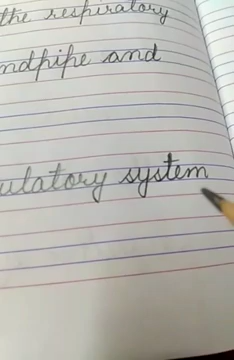 the respiratory
ndpipe and
ulatory system